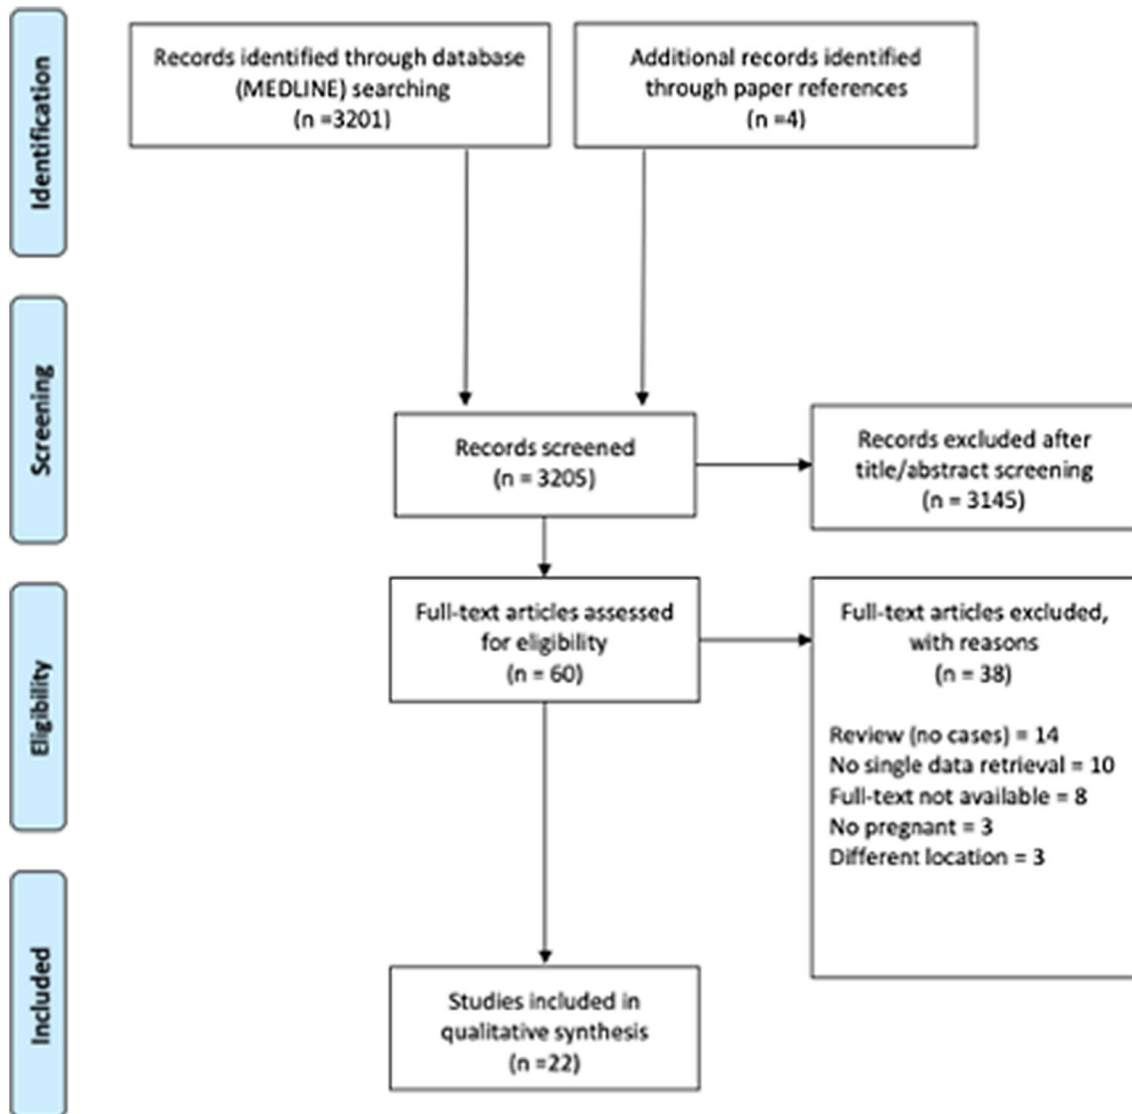 Identification
Records identified through database
(MEDLINE) searching
(n =3201)
Additional records identified
through paper references
(n =4)
Screening
Records screened
(n = 3205)
Records excluded after
title/abstract screening
(n = 3145)
Eligibility
Full-text articles assessed
for eligibility
(n = 60)
Full-text articles excluded,
with reasons
(n = 38)
Review (no cases) = 14
No single data retrieval = 10
Full-text not available = 8
No pregnant = 3
Different location = 3
Included
Studies included in
qualitative synthesis
(n =22)